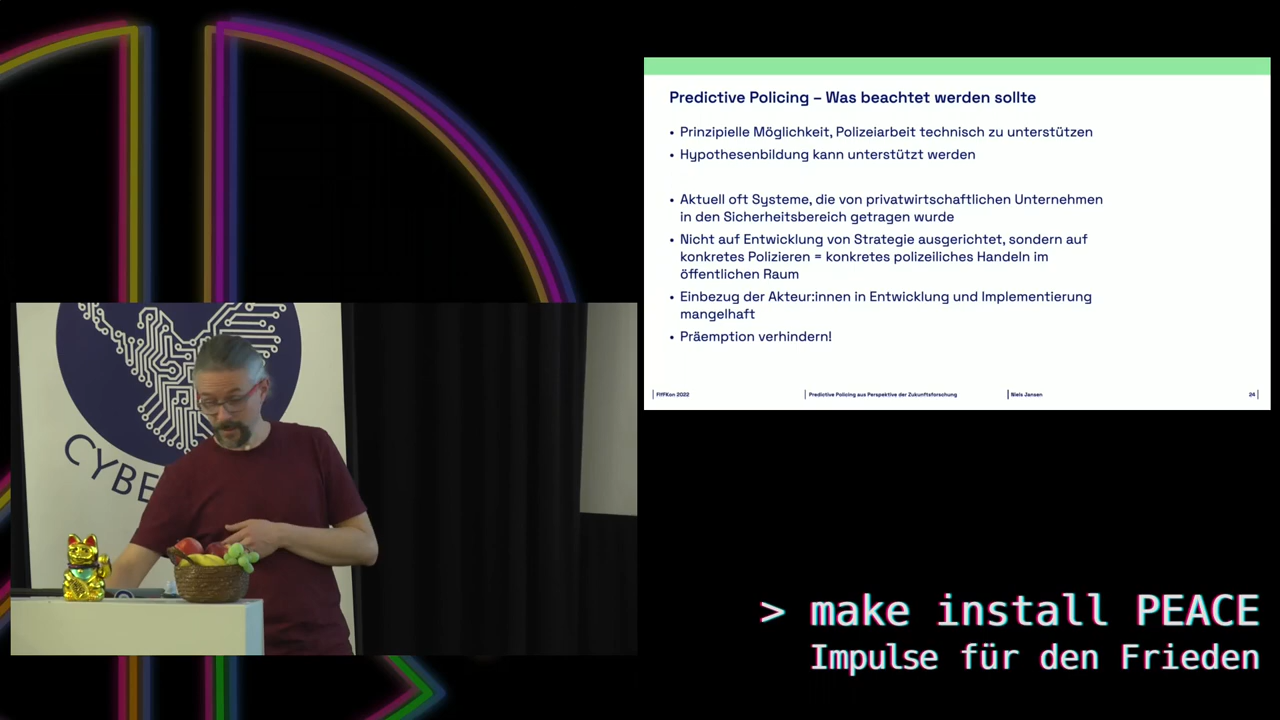 Predictive Policing – Was beachtet werden sollte
• Prinzipielle Möglichkeit, Polizeiarbeit technisch zu unterstützen
• Hypothesenbildung kann unterstützt werden
• Aktuell oft Systeme, die von privatwirtschaftlichen Unternehmen
in den Sicherheitsbereich getragen wurde
• Nicht auf Entwicklung von Strategie ausgerichtet, sondern auf
konkretes Polizieren = konkretes polizeiliches Handeln im
öffentlichen Raum
• Einbezug der Akteur:innen in Entwicklung und Implementierung
mangelhaft
• Präemption verhindern!
FIfFKon 2022
Predictive Policing aus Perspektive der Zukunftsforschung
Niels Jansen
24
CYBE
> make install PEACE
Impulse für den Frieden